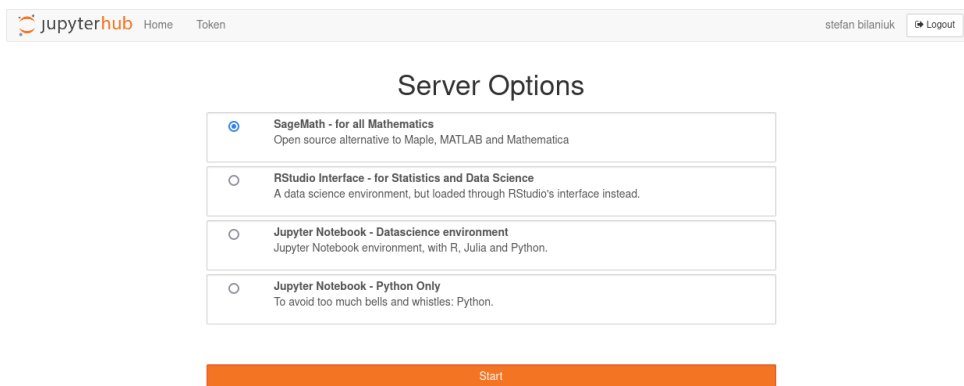 jupyterhub Home Token stefan bilaniuk Logout
Server Options
SageMath - for all Mathematics
Open source alternative to Maple, MATLAB and Mathematica
RStudio Interface - for Statistics and Data Science
A data science environment, but loaded through RStudio's interface instead.
Jupyter Notebook - Datascience environment
Jupyter Notebook environment, with R, Julia and Python.
Jupyter Notebook - Python Only
To avoid too much bells and whistles: Python.
Start